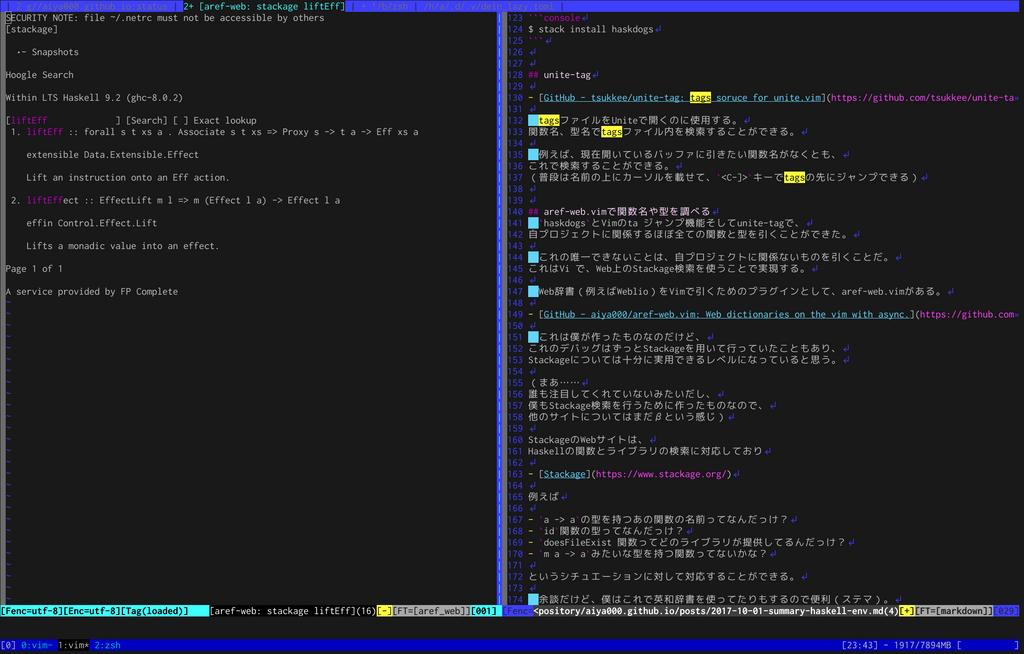 2+ [aref-web: stackage liftEff]
SECURITY NOTE: file ~/.netrc must not be accessible by others
[stackage]
•- Snapshots
Hoogle Search
Within LTS Haskell 9.2 (ghc-8.0.2)
[liftEff ] [Search] [ ] Exact lookup
1. liftEff :: forall s t xs a . Associate s t xs => Proxy s -> t a -> Eff xs a
extensible Data.Extensible.Effect
Lift an instruction onto an Eff action.
2. liftEffect :: EffectLift m l => m (Effect l a) -> Effect l a
effin Control.Effect.Lift
Lifts a monadic value into an effect.
Page 1 of 1
A service provided by FP Complete
[Fenc=utf-8][Enc=utf-8][Tag(loaded)] [aref-web: stackage liftEff](16)[-][FT=[aref_web]][001]
123 ```console
124 $ stack install haskdogs
125 ```
126
127
128 ## unite-tag
129
130 - [GitHub - tsukkee/unite-tag: tags soruce for unite.vim](https://github.com/tsukkee/unite-ta»
131
132 tagsファイルをUniteで開くのに使用する。
133 関数名、型名でtagsファイル内を検索することができる。
134
135 例えば、現在開いているバッファに引きたい関数名がなくとも、
136 これで検索することができる。
137 (普段は名前の上にカーソルを載せて、`<C-]>`キーでtagsの先にジャンプできる)
138
139
140 ## aref-web.vimで関数名や型を調べる
141 `haskdogs`とVimのta ジャンプ機能そしてunite-tagで、
142 自プロジェクトに関係するほぼ全ての関数と型を引くことができた。
143
144 これの唯一できないことは、自プロジェクトに関係ないものを引くことだ。
145 これはVi で、Web上のStackage検索を使うことで実現する。
146
147 Web辞書(例えばWeblio)をVimで引くためのプラグインとして、aref-web.vimがある。
148
149 - [GitHub - aiya000/aref-web.vim: Web dictionaries on the vim with async.](https://github.com»
150
151 これは僕が作ったものなのだけど、
152 これのデバッグはずっとStackageを用いて行っていたこともあり、
153 Stackageについては十分に実用できるレベルになっていると思う。
154
155 (まあ……
156 誰も注目してくれていないみたいだし、
157 僕もStackage検索を行うために作ったものなので、
158 他のサイトについてはまだβという感じ)
159
160 StackageのWebサイトは、
161 Haskellの関数とライブラリの検索に対応しており
162
163 - [Stackage](https://www.stackage.org/)
164
165 例えば
166
167 - `a -> a`の型を持つあの関数の名前ってなんだっけ?
168 - `id`関数の型ってなんだっけ?
169 - `doesFileExist`関数ってどのライブラリが提供してるんだっけ?
170 - `m a -> a`みたいな型を持つ関数ってないかな?
171
172 というシチュエーションに対して対応することができる。
173
174 余談だけど、僕はこれで英和辞書を使ってたりもするので便利(ステマ)。
[Fenc=<pository/aiya000.github.io/posts/2017-10-01-summary-haskell-env.md(4)[+][FT=[markdown]][029]
[0] 0:vim- 1:vim* 2:zsh [23:43] - 1917/7894MB [ ]